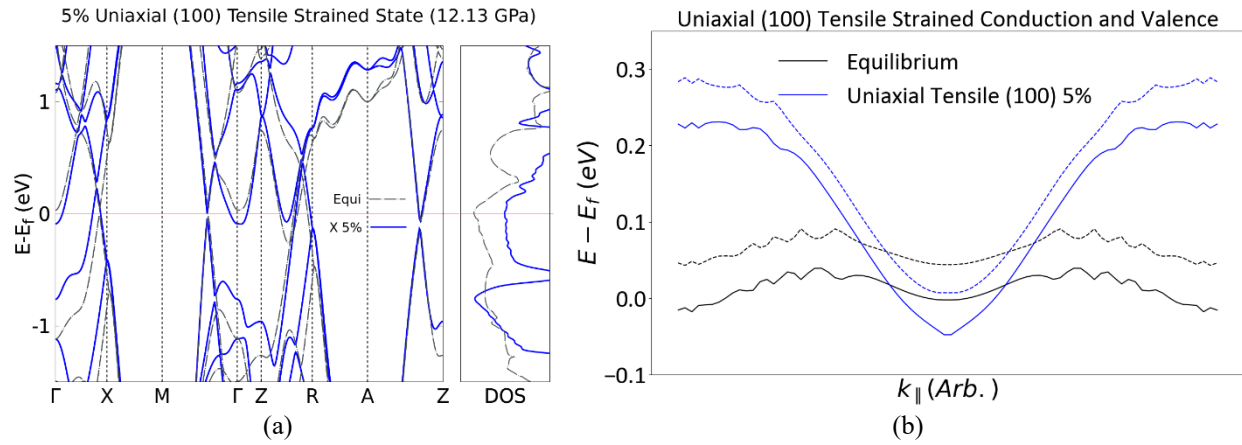 5% Uniaxial (100) Tensile Strained State (12.13 GPa)
E-Ef (eV)
1
0
-1
Equi
X 5%
Γ X M Γ Z R A Z
DOS
(a)
Uniaxial (100) Tensile Strained Conduction and Valence
Equilibrium
Uniaxial Tensile (100) 5%
E − Ef (eV)
0.3
0.2
0.1
0.0
−0.1
k∥(Arb.)
(b)